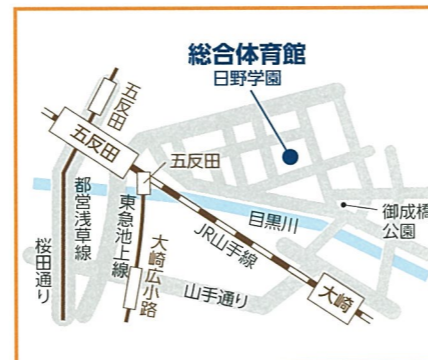 総合体育館
日野学園
五反田
五反田
五反田
都営浅草線
東急池上線
桜田通り
大崎広小路
JR山手線
目黒川
山手通り
御成橋
公園
大崎